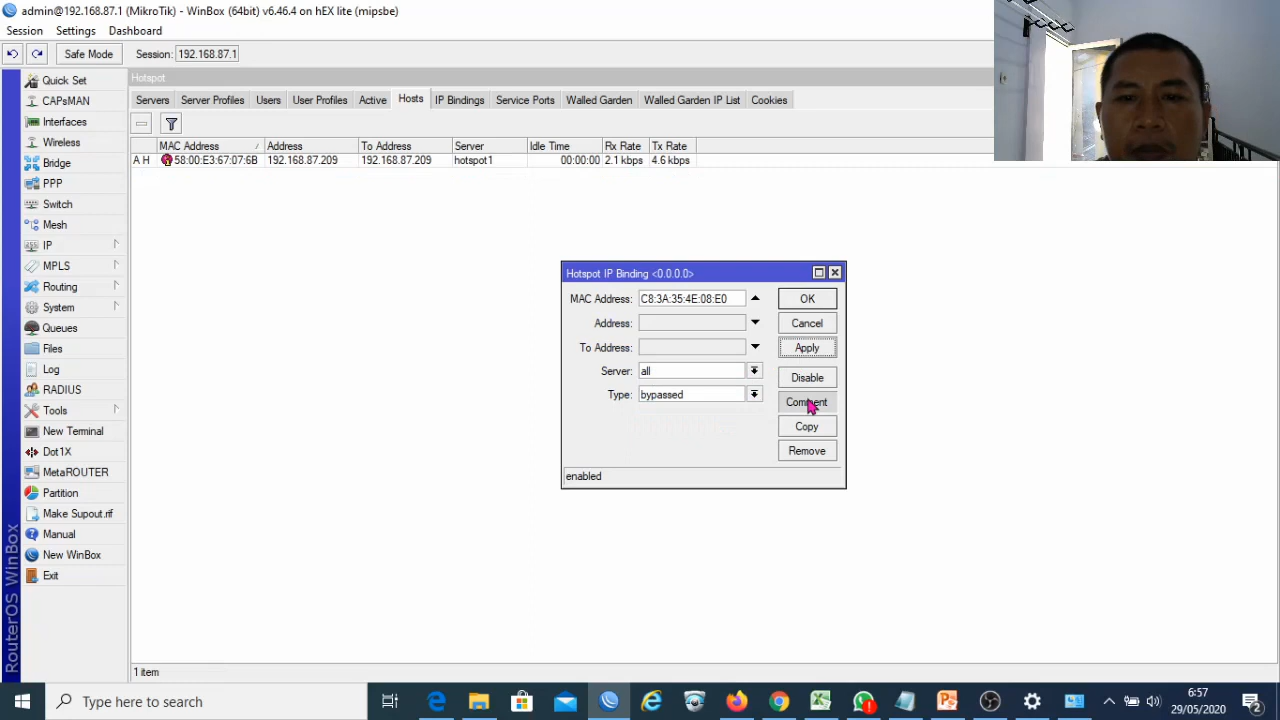 admin@192.168.87.1 (MikroTik) - WinBox (64bit) v6.46.4 on hEX lite (mipsbe)
Session Settings Dashboard
Safe Mode Session: 192.168.87.1
Quick Set
CAPsMAN
Interfaces
Wireless
Bridge
PPP
Switch
Mesh
IP
MPLS
Routing
System
Queues
Files
Log
RADIUS
Tools
New Terminal
Dot1X
MetaROUTER
Partition
Make Supout.rif
Manual
New WinBox
Exit
RouterOS WinBox
Hotspot
Servers Server Profiles Users User Profiles Active Hosts IP Bindings Service Ports Walled Garden Walled Garden IP List Cookies
MAC Address Address To Address Server Idle Time Rx Rate Tx Rate
A H 58:00:E3:67:07:6B 192.168.87.209 192.168.87.209 hotspot1 00:00:00 2.1 kbps 4.6 kbps
Hotspot IP Binding <0.0.0.0>
MAC Address: C8:3A:35:4E:08:E0 OK
Address: Cancel
To Address: Apply
Server: all Disable
Type: bypassed Comment
Copy
Remove
enabled
1 item
Type here to search
6:57
29/05/2020
2